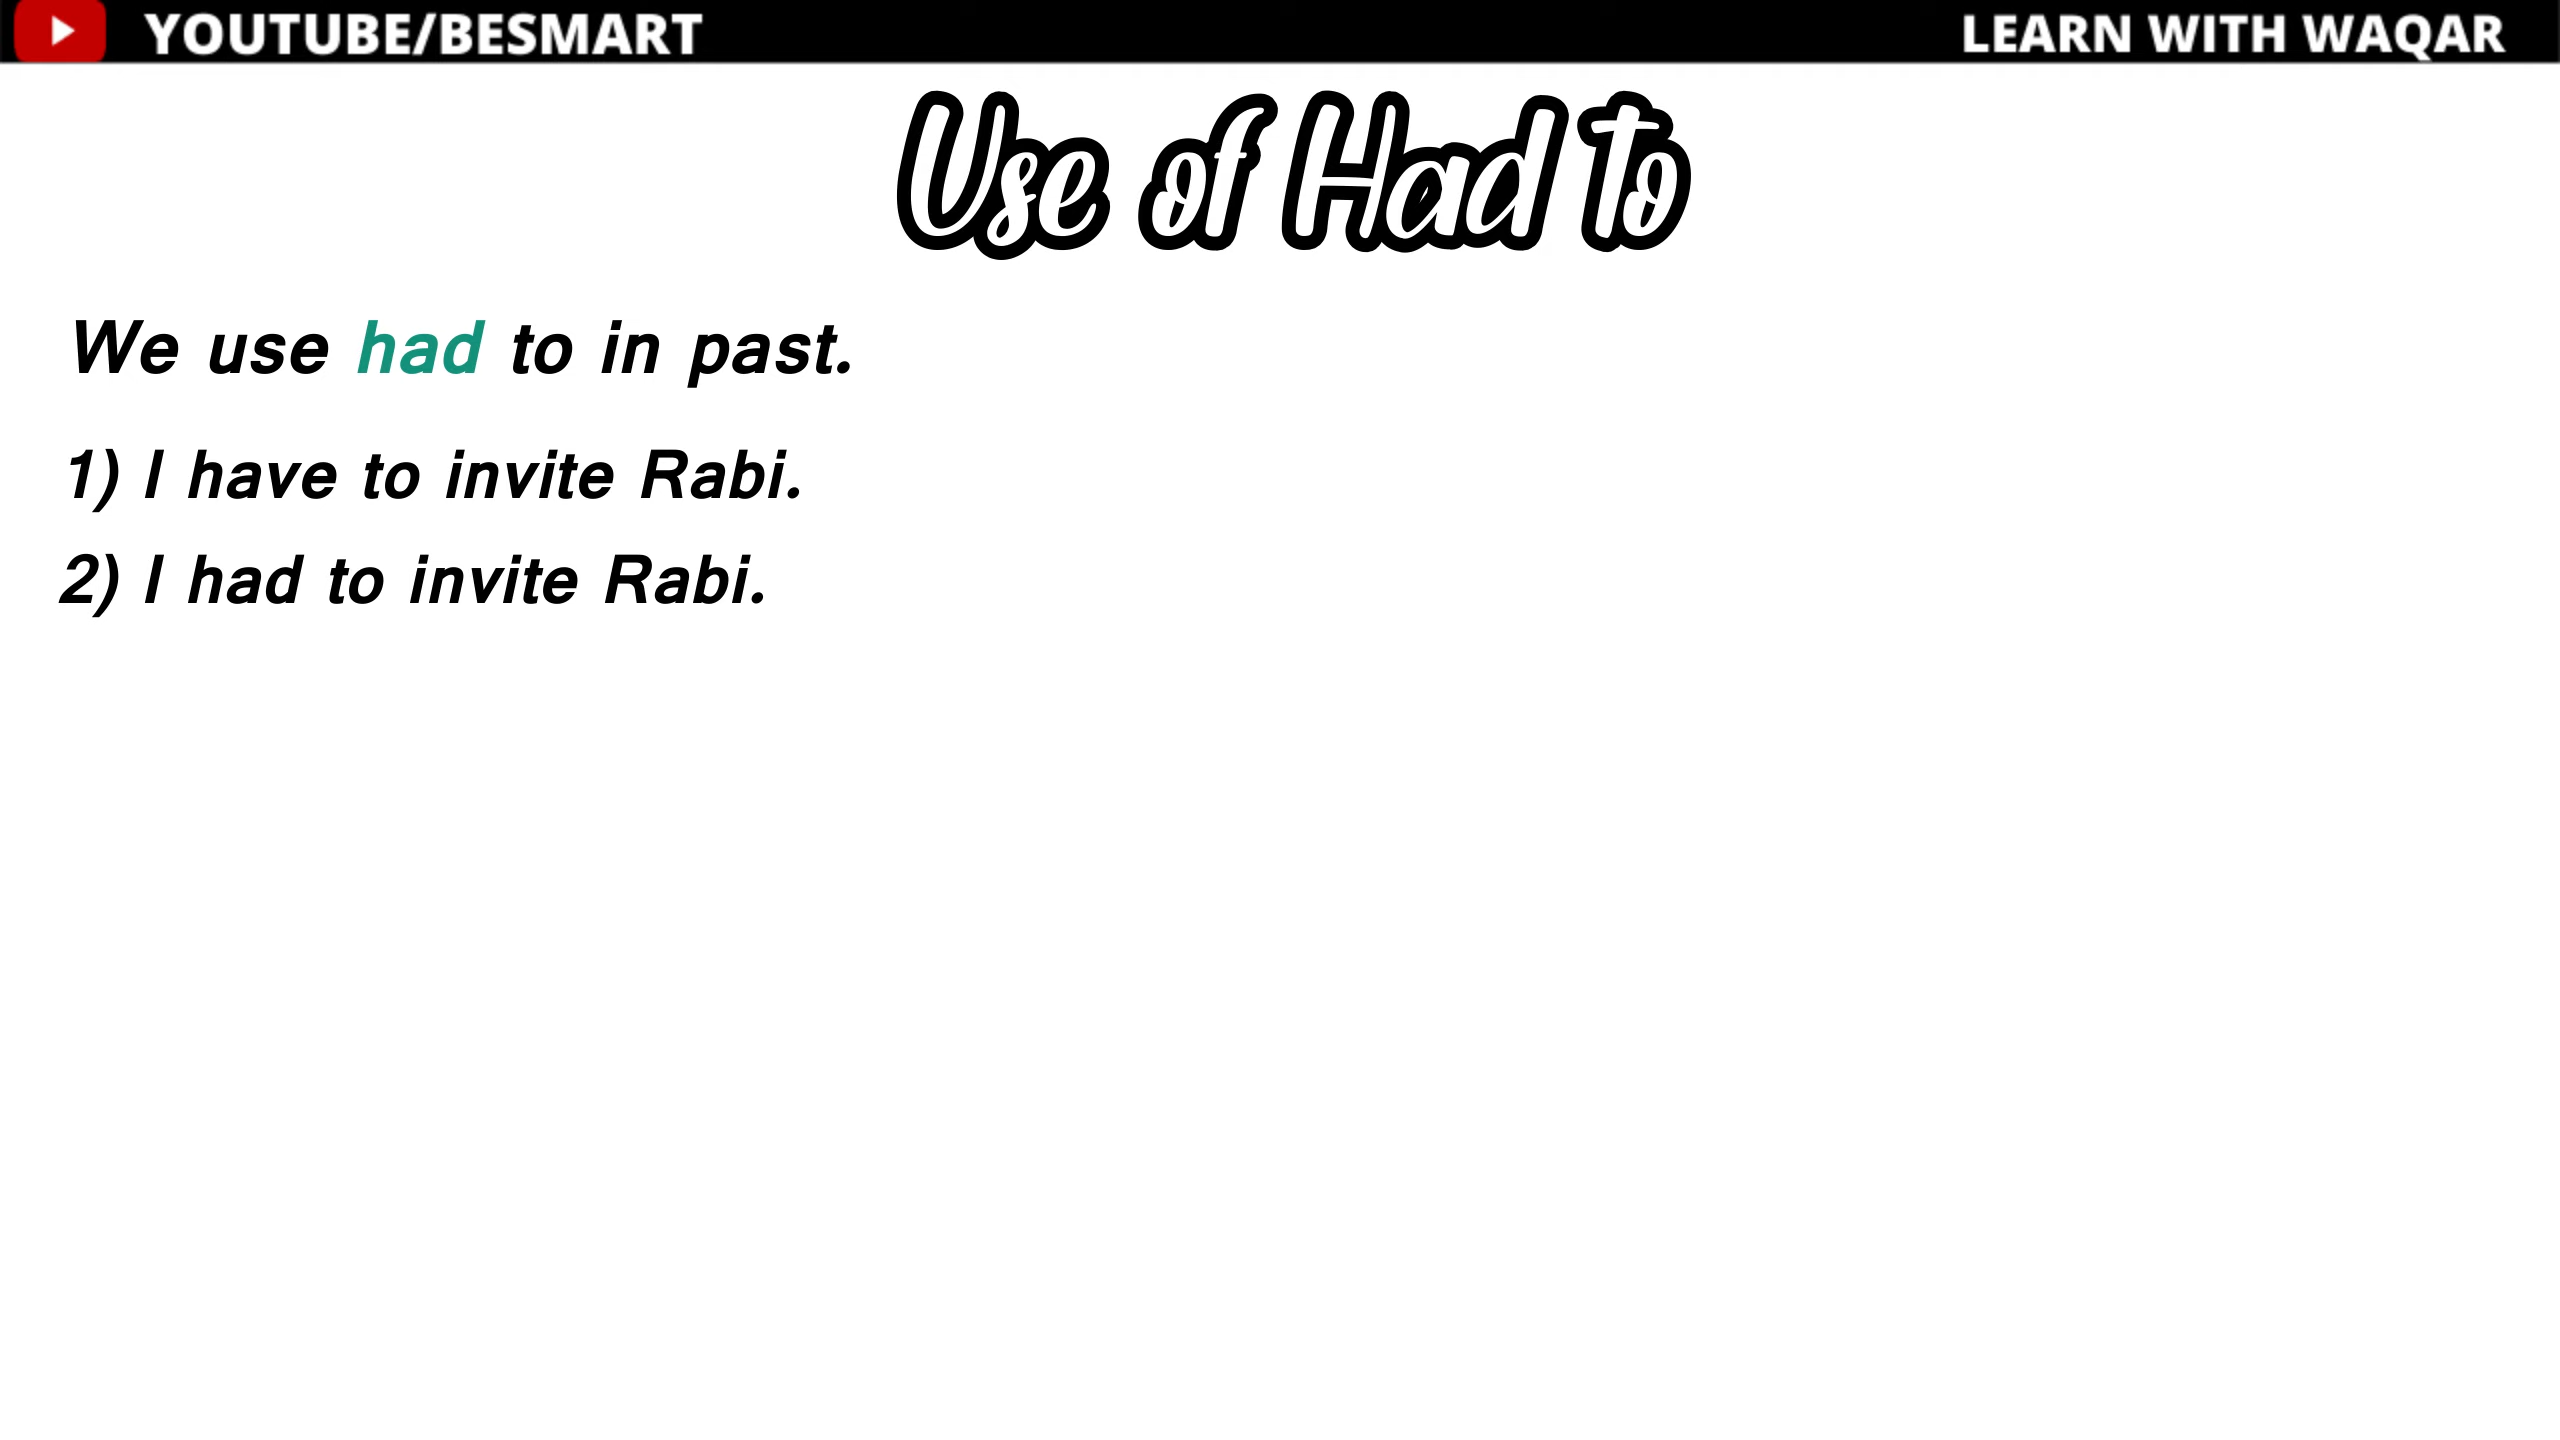 YOUTUBE/BESMART
LEARN WITH WAQAR
Use of Had To
We use had to in past.
1) I have to invite Rabi.
2) I had to invite Rabi.